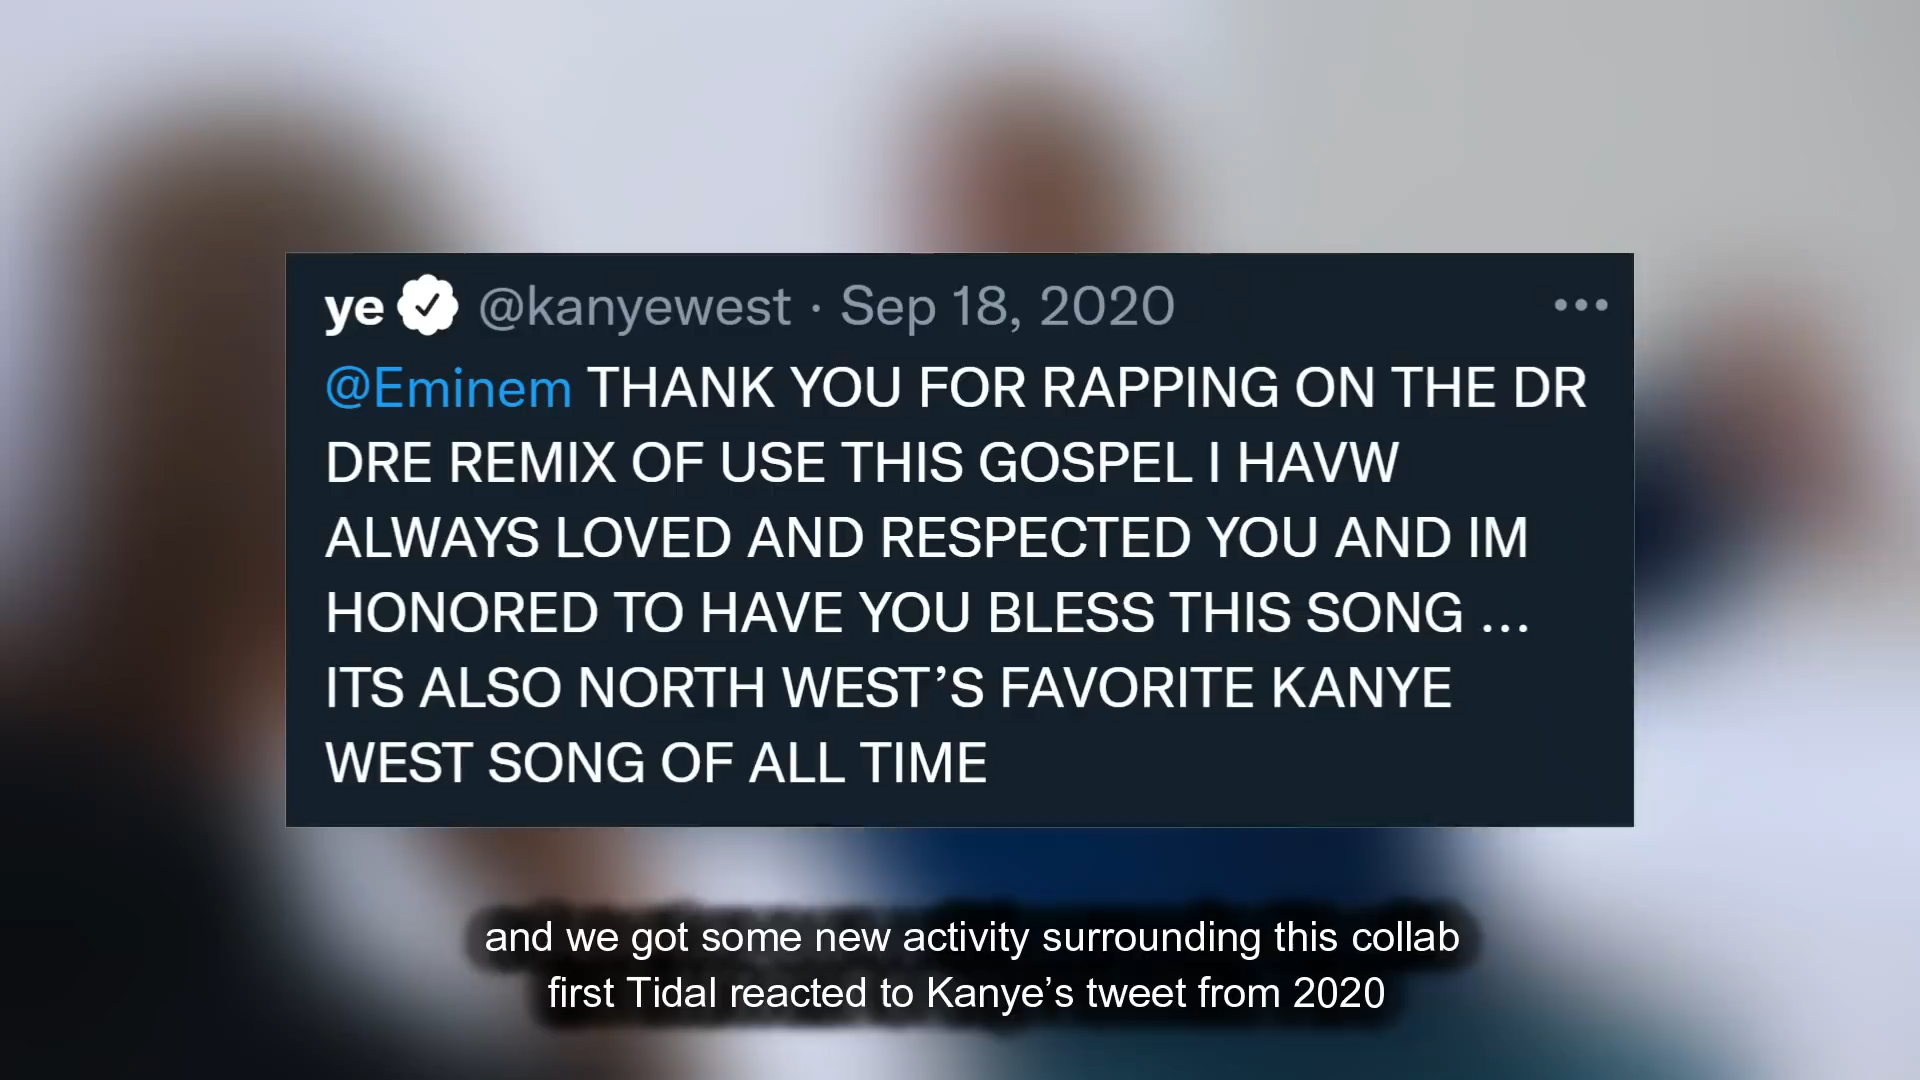 ye @kanyewest · Sep 18, 2020
@Eminem THANK YOU FOR RAPPING ON THE DR
DRE REMIX OF USE THIS GOSPEL I HAVW
ALWAYS LOVED AND RESPECTED YOU AND IM
HONORED TO HAVE YOU BLESS THIS SONG ...
ITS ALSO NORTH WEST’S FAVORITE KANYE
WEST SONG OF ALL TIME
and we got some new activity surrounding this collab
first Tidal reacted to Kanye’s tweet from 2020